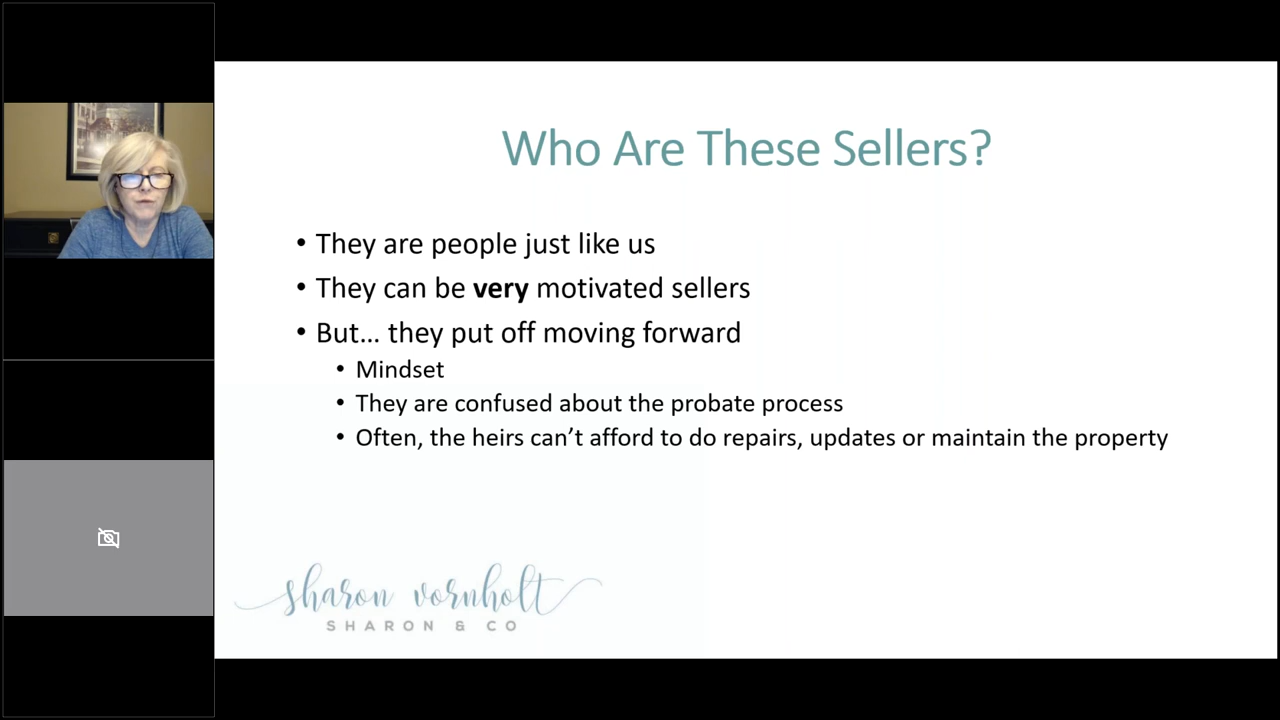 Who Are These Sellers?
• They are people just like us
• They can be very motivated sellers
• But... they put off moving forward
• Mindset
• They are confused about the probate process
• Often, the heirs can’t afford to do repairs, updates or maintain the property
sharon vornholt
SHARON & CO